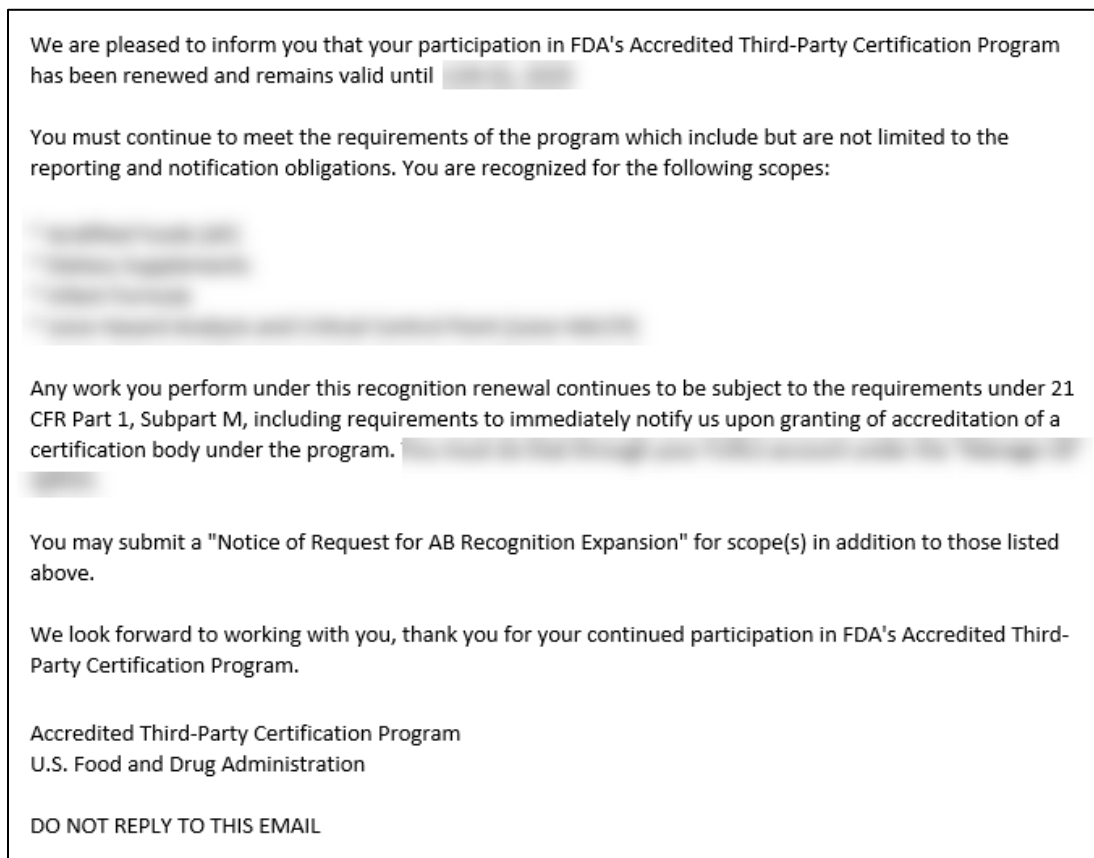 We are pleased to inform you that your participation in FDA's Accredited Third-Party Certification Program
has been renewed and remains valid until
You must continue to meet the requirements of the program which include but are not limited to the
reporting and notification obligations. You are recognized for the following scopes:
Any work you perform under this recognition renewal continues to be subject to the requirements under 21
CFR Part 1, Subpart M, including requirements to immediately notify us upon granting of accreditation of a
certification body under the program.
You may submit a "Notice of Request for AB Recognition Expansion" for scope(s) in addition to those listed
above.
We look forward to working with you, thank you for your continued participation in FDA's Accredited Third-
Party Certification Program.
Accredited Third-Party Certification Program
U.S. Food and Drug Administration
DO NOT REPLY TO THIS EMAIL